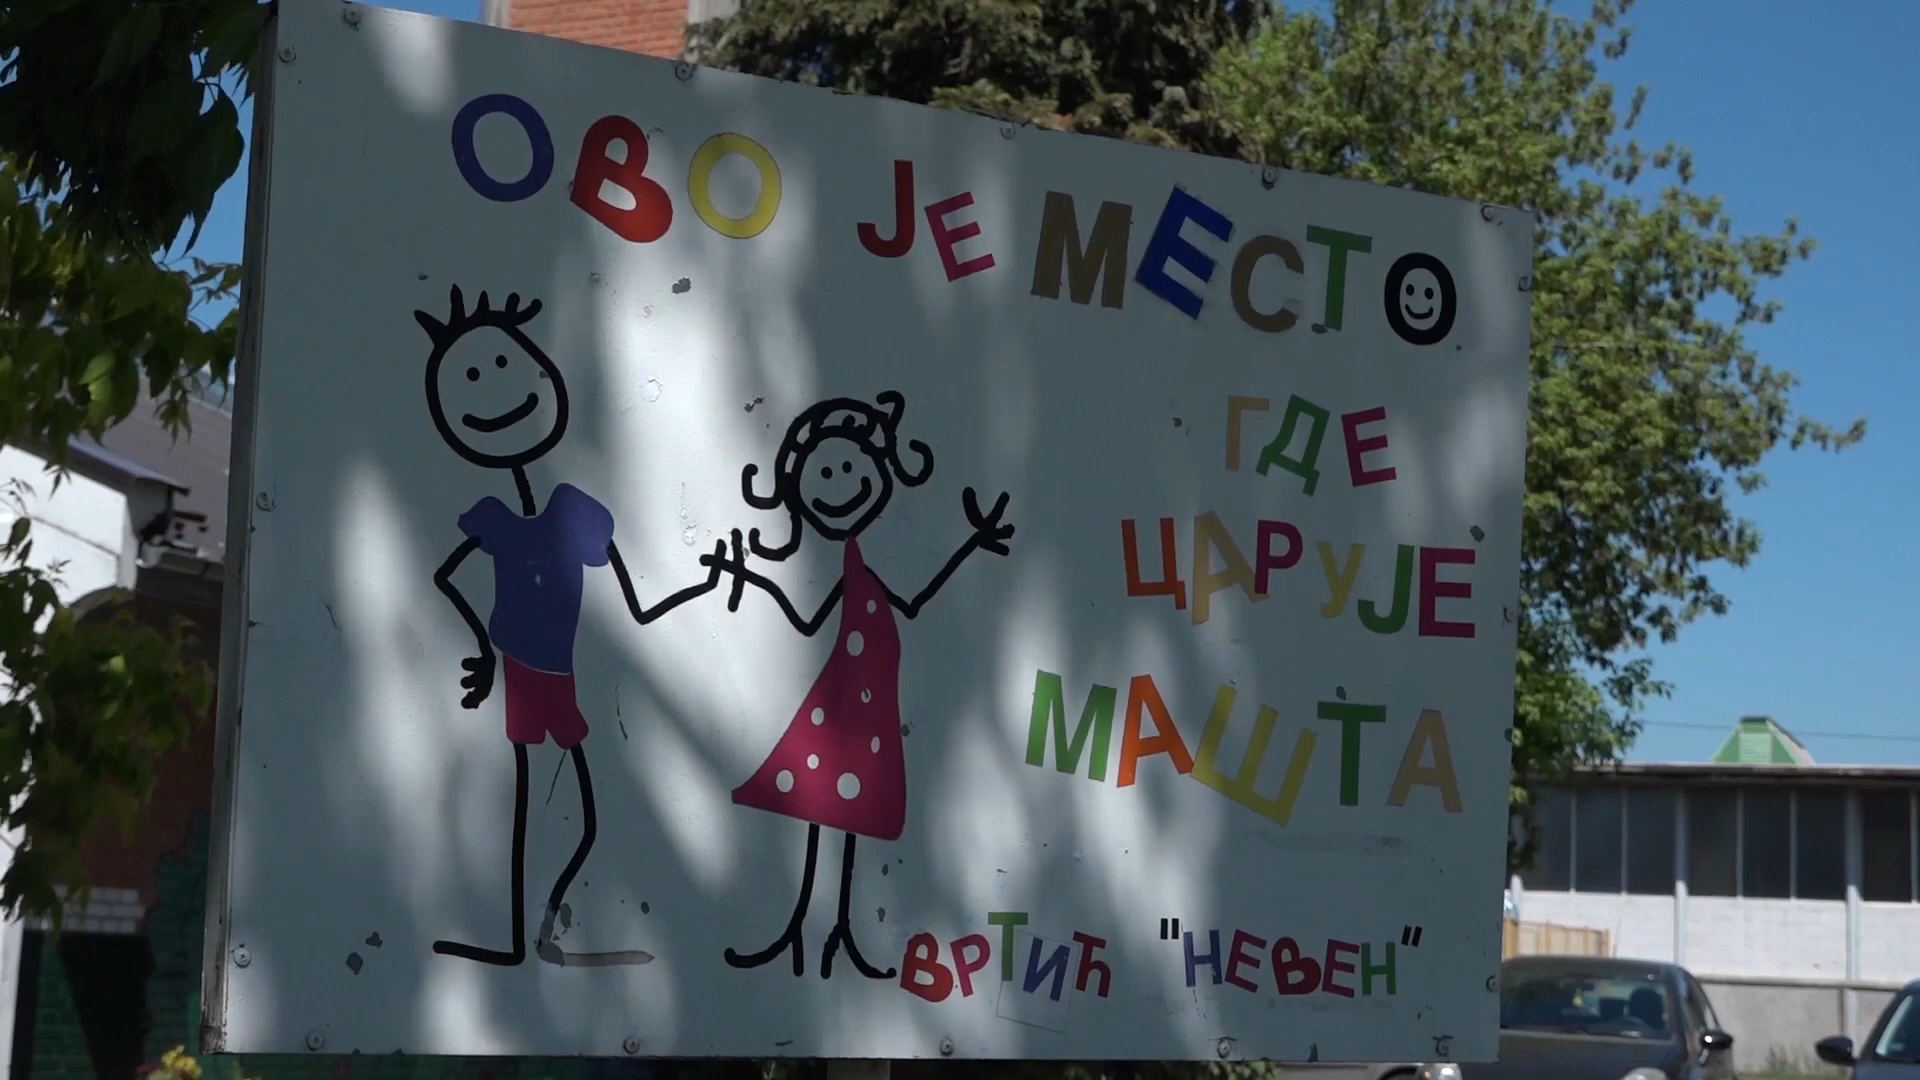 ОВО ЈЕ МЕСТО
ГДЕ
ЦАРУЈЕ
МАШТА
ВРТИЋ "НЕВЕН"